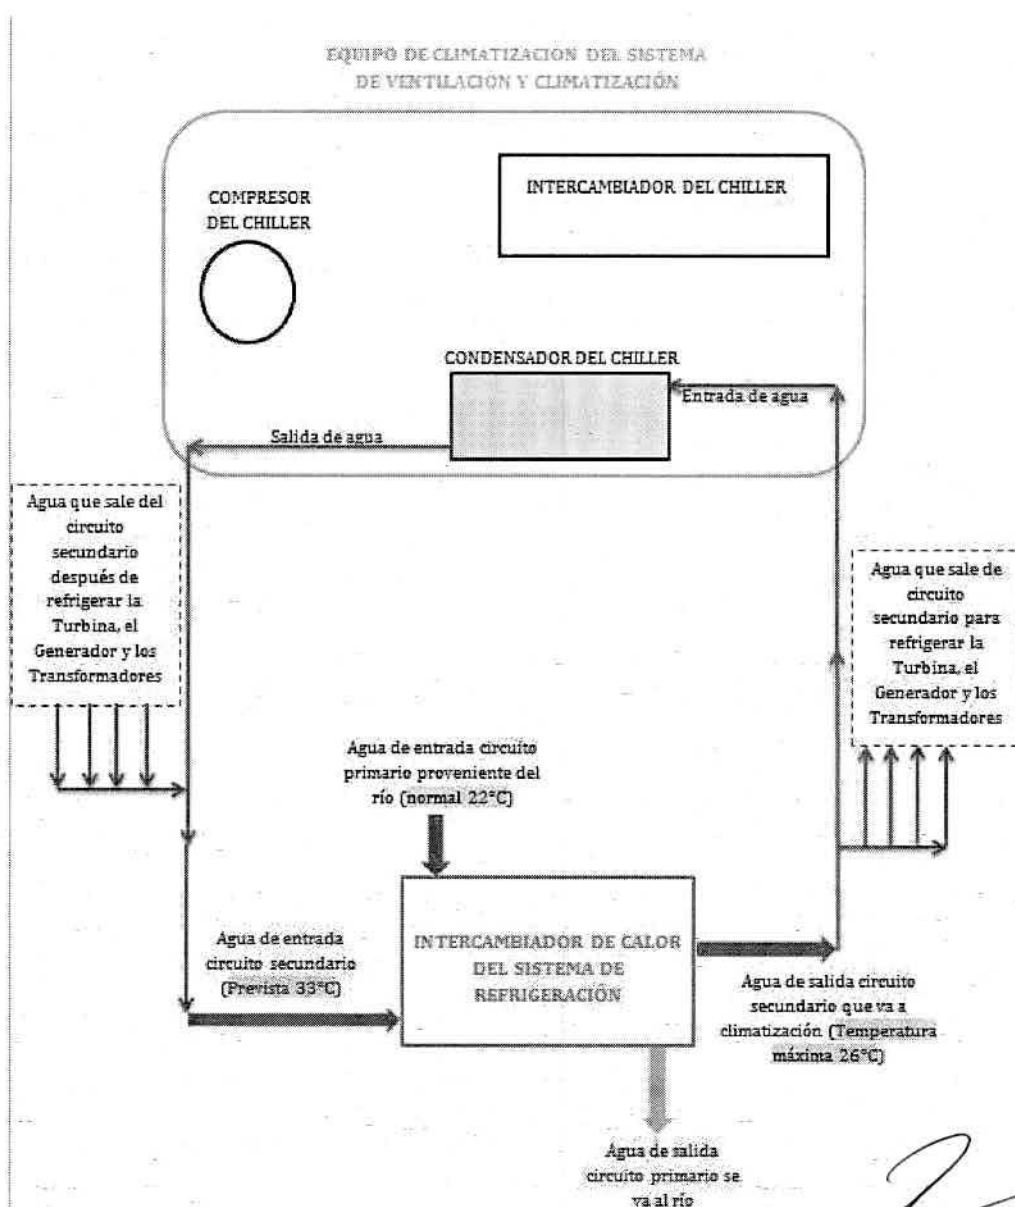 EQUIPO DE CLIMATIZACION DEL SISTEMA
DE VENTILACION Y CLIMATIZACIÓN
INTERCAMBIADOR DEL CHILLER
COMPRESOR
DEL CHILLER
CONDENSADOR DEL CHILLER
Entrada de agua
Salida de agua
Agua que sale del
circuito
secundario
después de
refrigerar la
Turbina, el
Generador y los
Transformadores
Agua que sale de
circuito
secundario para
refrigerar la
Turbina, el
Generador y los
Transformadores
Agua de entrada circuito
primario proveniente del
río (normal 22°C)
Agua de entrada
circuito secundario
(Prevista 33°C)
INTERCAMBIADOR DE CALOR
DEL SISTEMA DE
REFRIGERACIÓN
Agua de salida circuito
secundario que va a
climatización (Temperatura
máxima 26°C)
Agua de salida
circuito primario se
va al río